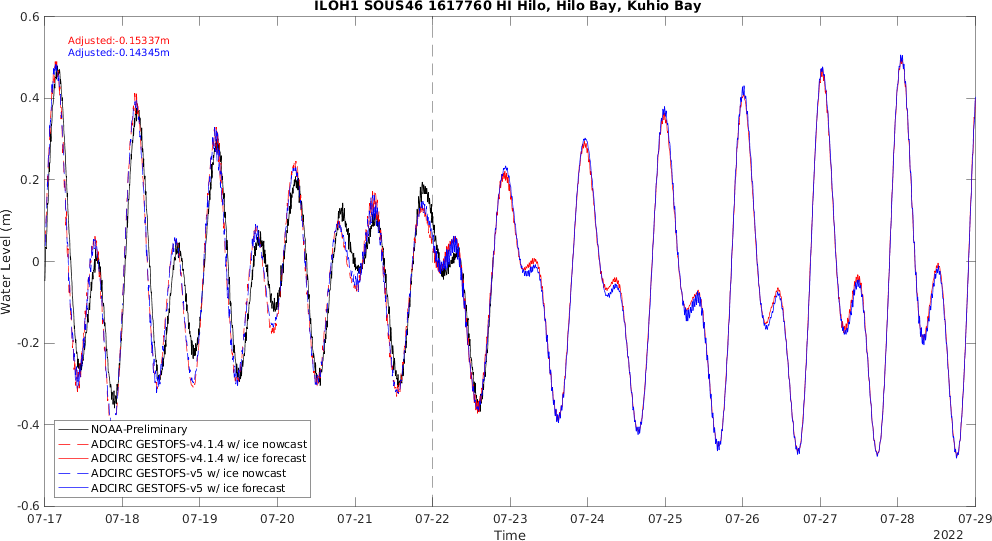 ILOH1 SOUS46 1617760 HI Hilo, Hilo Bay, Kuhio Bay
Adjusted:-0.15337m
Adjusted:-0.14345m
0.6
0.4
0.2
0
-0.2
-0.4
-0.6
Water Level (m)
NOAA-Preliminary
ADCIRC GESTOFS-v4.1.4 w/ ice nowcast
ADCIRC GESTOFS-v4.1.4 w/ ice forecast
ADCIRC GESTOFS-v5 w/ ice nowcast
ADCIRC GESTOFS-v5 w/ ice forecast
07-17 07-18 07-19 07-20 07-21 07-22 07-23 07-24 07-25 07-26 07-27 07-28 07-29
Time
2022